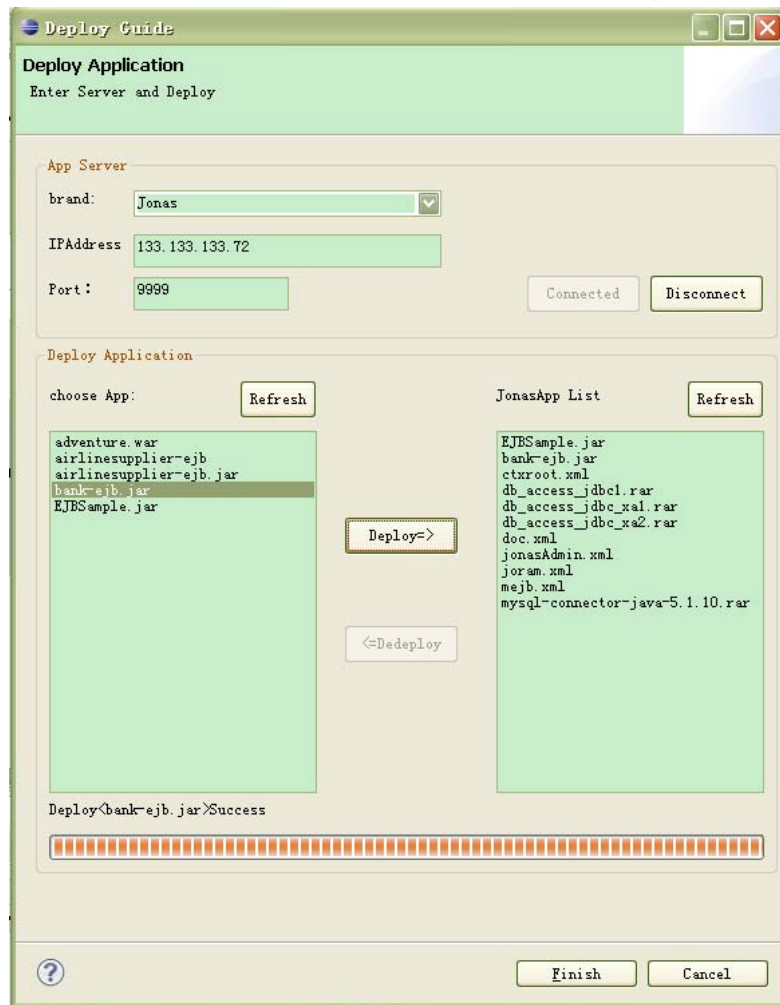 Deploy Guide
Deploy Application
Enter Server and Deploy
App Server
brand:
Jonas
IPAddress
133.133.133.72
Port:
9999
Connected
Disconnect
Deploy Application
choose App:
Refresh
adventure.war
airlinesupplier-ejb
airlinesupplier-ejb.jar
bank-ejb.jar
EJBSample.jar
Deploy=>
<=Dedeploy
JonasApp List
Refresh
EJBSample.jar
bank-ejb.jar
ctxroot.xml
db_access_jdbc1.rar
db_access_jdbc_xa1.rar
db_access_jdbc_xa2.rar
doc.xml
jonasAdmin.xml
joram.xml
mejb.xml
mysql-connector-java-5.1.10.rar
Deploy<bank-ejb.jar>Success
?
Finish
Cancel